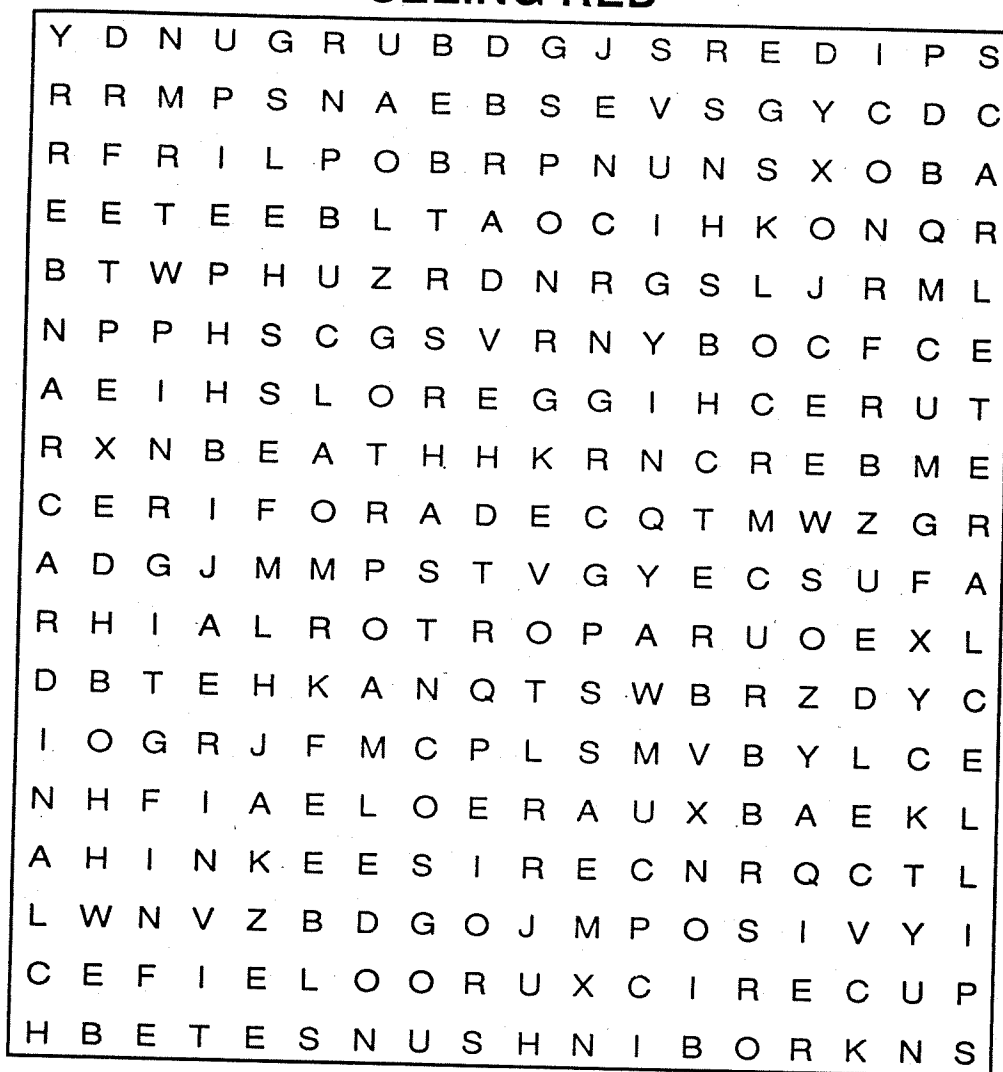 Y D N U G R U B D G J S R E D I P S
R R M P S N A E B S E V S G Y C D C
R F R I L P O B R P N U N S X O B A
E E T E E B L T A O C I H K O N Q R
B T W P H U Z R D N R G S L J R M L
N P P H S C G S V R N Y B O C F C E
A E I H S L O R E G G I H C E R U T
R X N B E A T H H K R N C R E B M E
C E R I F O R A D E C Q T M W Z G R
A D G J M M P S T V G Y E C S U F A
R H I A L R O T R O P A R U O E X L
D B T E H K A N Q T S W B R Z D Y C
I O G R J F M C P L S M V B Y L C E
N H F I A E L O E R A U X B A E K L
A H I N K E E S I R E C N R Q C T L
L W N V Z B D G O J M P O S I V Y I
C E F I E L O O R U X C I R E C U P
H B E T E S N U S H N I B O R K N S